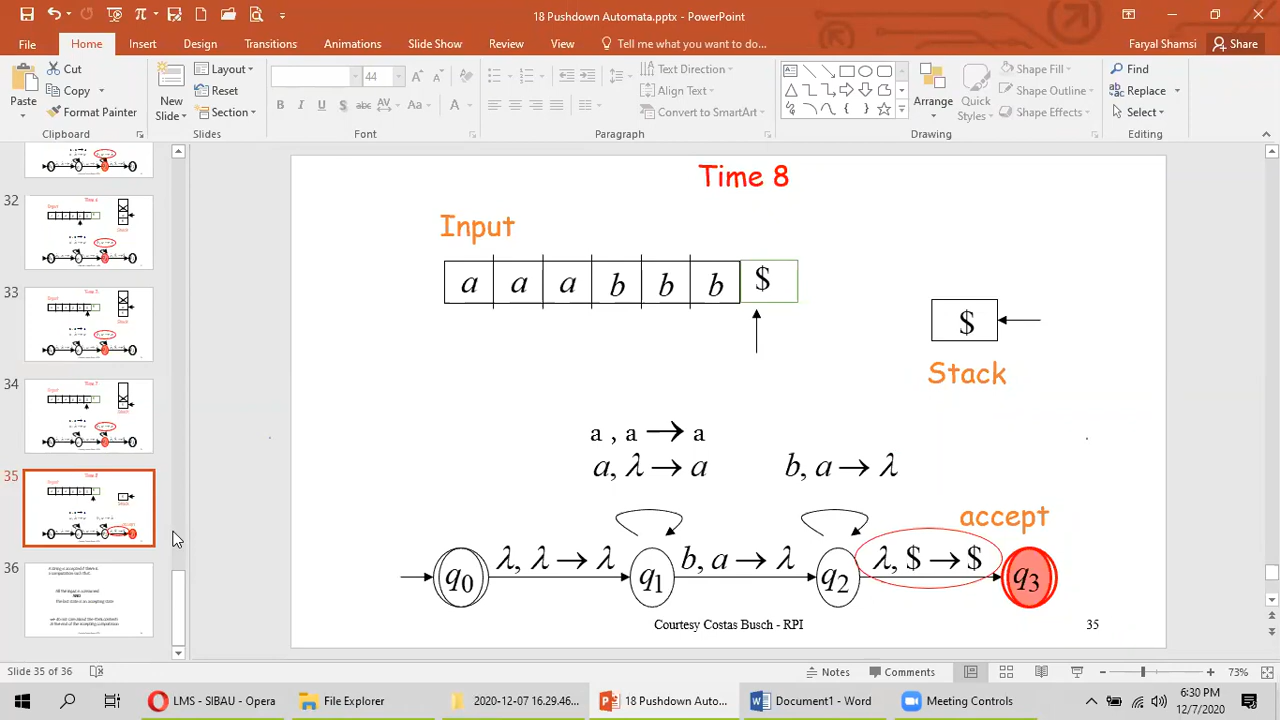 18 Pushdown Automata.pptx - PowerPoint
File Home Insert Design Transitions Animations Slide Show Review View Tell me what you want to do... Faryal Shamsi Share
Paste Cut Copy Format Painter
New Slide Layout Reset Section
44
Text Direction Align Text Convert to SmartArt
Arrange Quick Styles Shape Fill Shape Outline Shape Effects
Find Replace Select
Clipboard Slides Font Paragraph Drawing Editing
32
33
34
35
36
Time 8
Input
a a a b b b $
$
Stack
a , a → a
a, λ → a b, a → λ
accept
q0 λ, λ → λ q1 b, a → λ q2 λ, $ → $ q3
Courtesy Costas Busch - RPI 35
Slide 35 of 36 Notes Comments 73%
LMS - SIBAU - Opera File Explorer 2020-12-07 16.29.46... 18 Pushdown Auto... Document1 - Word Meeting Controls 6:30 PM
12/7/2020